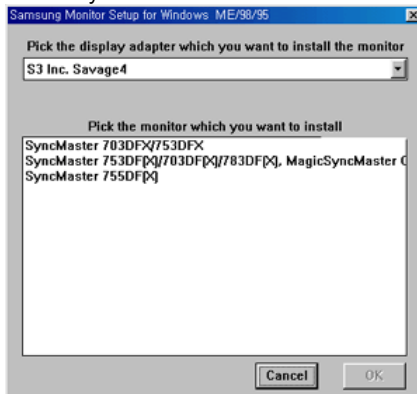 Samsung Monitor Setup for Windows ME/98/95
Pick the display adapter which you want to install the monitor
S3 Inc. Savage4
Pick the monitor which you want to install
SyncMaster 703DFX/753DFX
SyncMaster 753DF[X]/703DF[X]/783DF[X], MagicSyncMaster
SyncMaster 755DF[X]
Cancel
OK